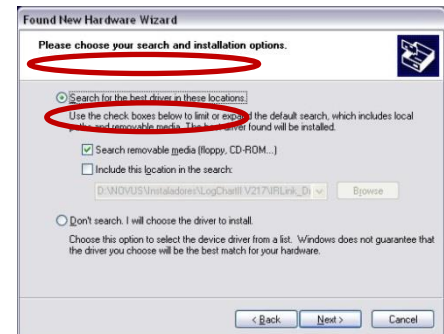 Found New Hardware Wizard
Please choose your search and installation options.
Search for the best driver in these locations.
Use the check boxes below to limit or expand the default search, which includes local
paths and removable media. The best driver found will be installed.
Search removable media (floppy, CD-ROM...)
Include this location in the search:
D:\NOVUS\Instaladores\LogChartII V217\IRLink_Dr
Browse
Don't search. I will choose the driver to install.
Choose this option to select the device driver from a list. Windows does not guarantee that
the driver you choose will be the best match for your hardware.
< Back
Next >
Cancel